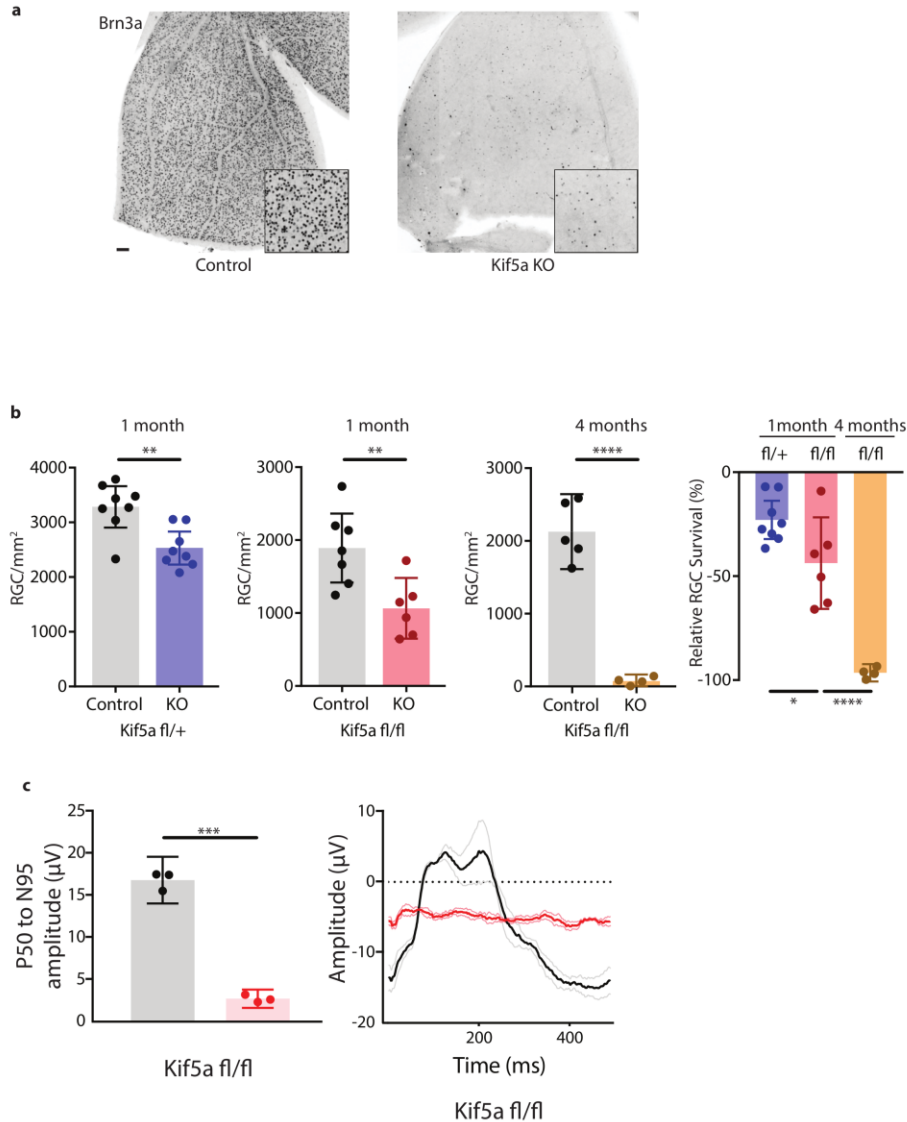 a
Brn3a
Control
Kif5a KO
b
1 month
**
4000
3000
2000
1000
0
RGC/mm²
Control
KO
Kif5a fl/+
1 month
**
3000
2000
1000
0
RGC/mm²
Control
KO
Kif5a fl/fl
4 months
****
3000
2000
1000
0
RGC/mm²
Control
KO
Kif5a fl/fl
1month 4 months
fl/+ fl/fl fl/fl
0
-50
-100
Relative RGC Survival (%)
* ****
c
***
25
20
15
10
5
0
P50 to N95
amplitude (µV)
Kif5a fl/fl
10
0
-10
-20
Amplitude (µV)
200 400
Time (ms)
Kif5a fl/fl